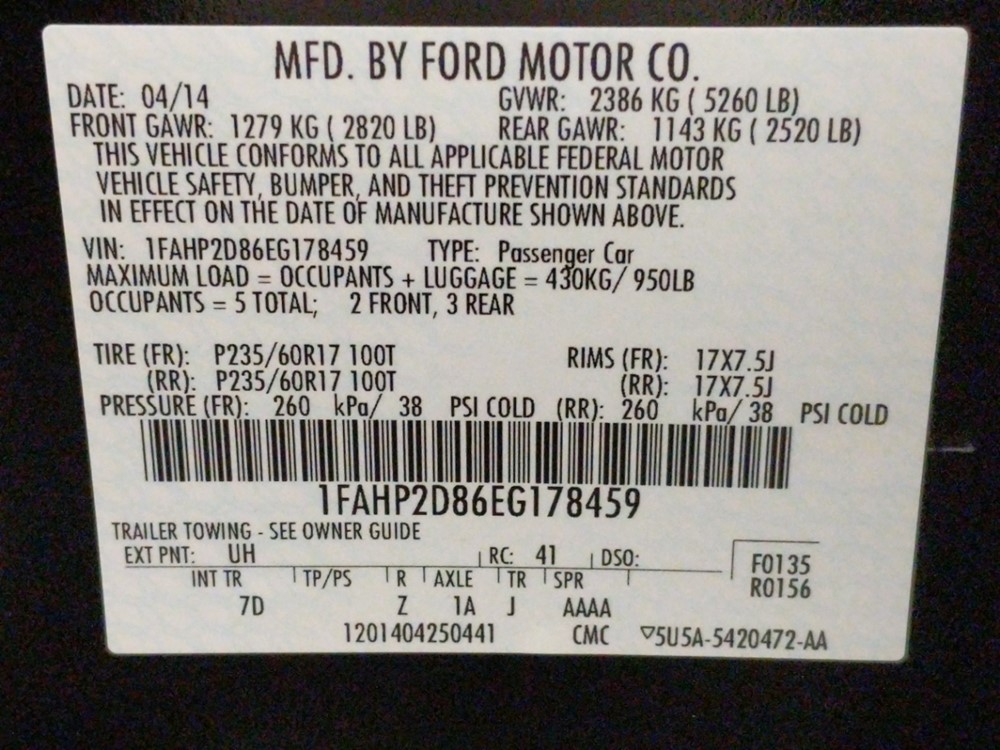 MFD. BY FORD MOTOR CO.
DATE: 04/14 GVWR: 2386 KG ( 5260 LB)
FRONT GAWR: 1279 KG ( 2820 LB) REAR GAWR: 1143 KG ( 2520 LB)
THIS VEHICLE CONFORMS TO ALL APPLICABLE FEDERAL MOTOR
VEHICLE SAFETY, BUMPER, AND THEFT PREVENTION STANDARDS
IN EFFECT ON THE DATE OF MANUFACTURE SHOWN ABOVE.
VIN: 1FAHP2D86EG178459 TYPE: Passenger Car
MAXIMUM LOAD = OCCUPANTS + LUGGAGE = 430KG/ 950LB
OCCUPANTS = 5 TOTAL; 2 FRONT, 3 REAR
TIRE (FR): P235/60R17 100T RIMS (FR): 17X7.5J
(RR): P235/60R17 100T (RR): 17X7.5J
PRESSURE (FR): 260 kPa/ 38 PSI COLD (RR): 260 kPa/ 38 PSI COLD
1FAHP2D86EG178459
TRAILER TOWING - SEE OWNER GUIDE
EXT PNT: UH RC: 41 DSO: F0135
R0156
INT TR TP/PS R AXLE TR SPR
7D Z 1A J AAAA
1201404250441 CMC ▽5U5A-5420472-AA